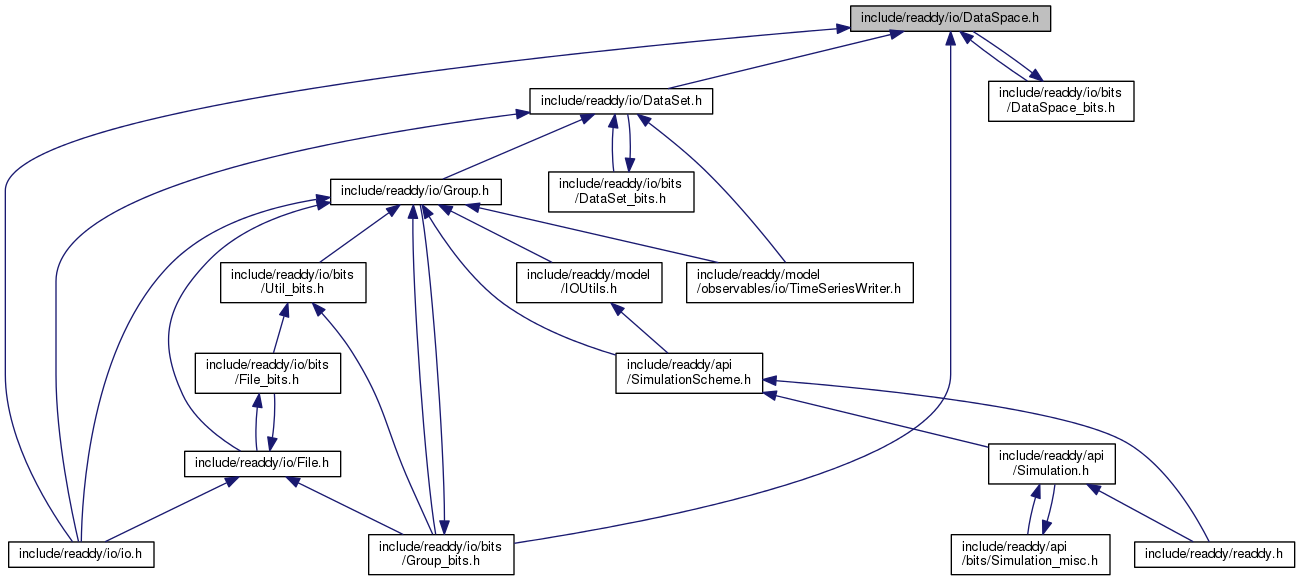 include/readdy/io/DataSpace.h
include/readdy/io/bits
/DataSpace_bits.h
include/readdy/io/DataSet.h
include/readdy/io/Group.h
include/readdy/io/bits
/DataSet_bits.h
include/readdy/io/bits
/Util_bits.h
include/readdy/model
/IOUtils.h
include/readdy/model
/observables/io/TimeSeriesWriter.h
include/readdy/io/bits
/File_bits.h
include/readdy/api
/SimulationScheme.h
include/readdy/io/File.h
include/readdy/api
/Simulation.h
include/readdy/io/io.h
include/readdy/io/bits
/Group_bits.h
include/readdy/api
/bits/Simulation_misc.h
include/readdy/readdy.h